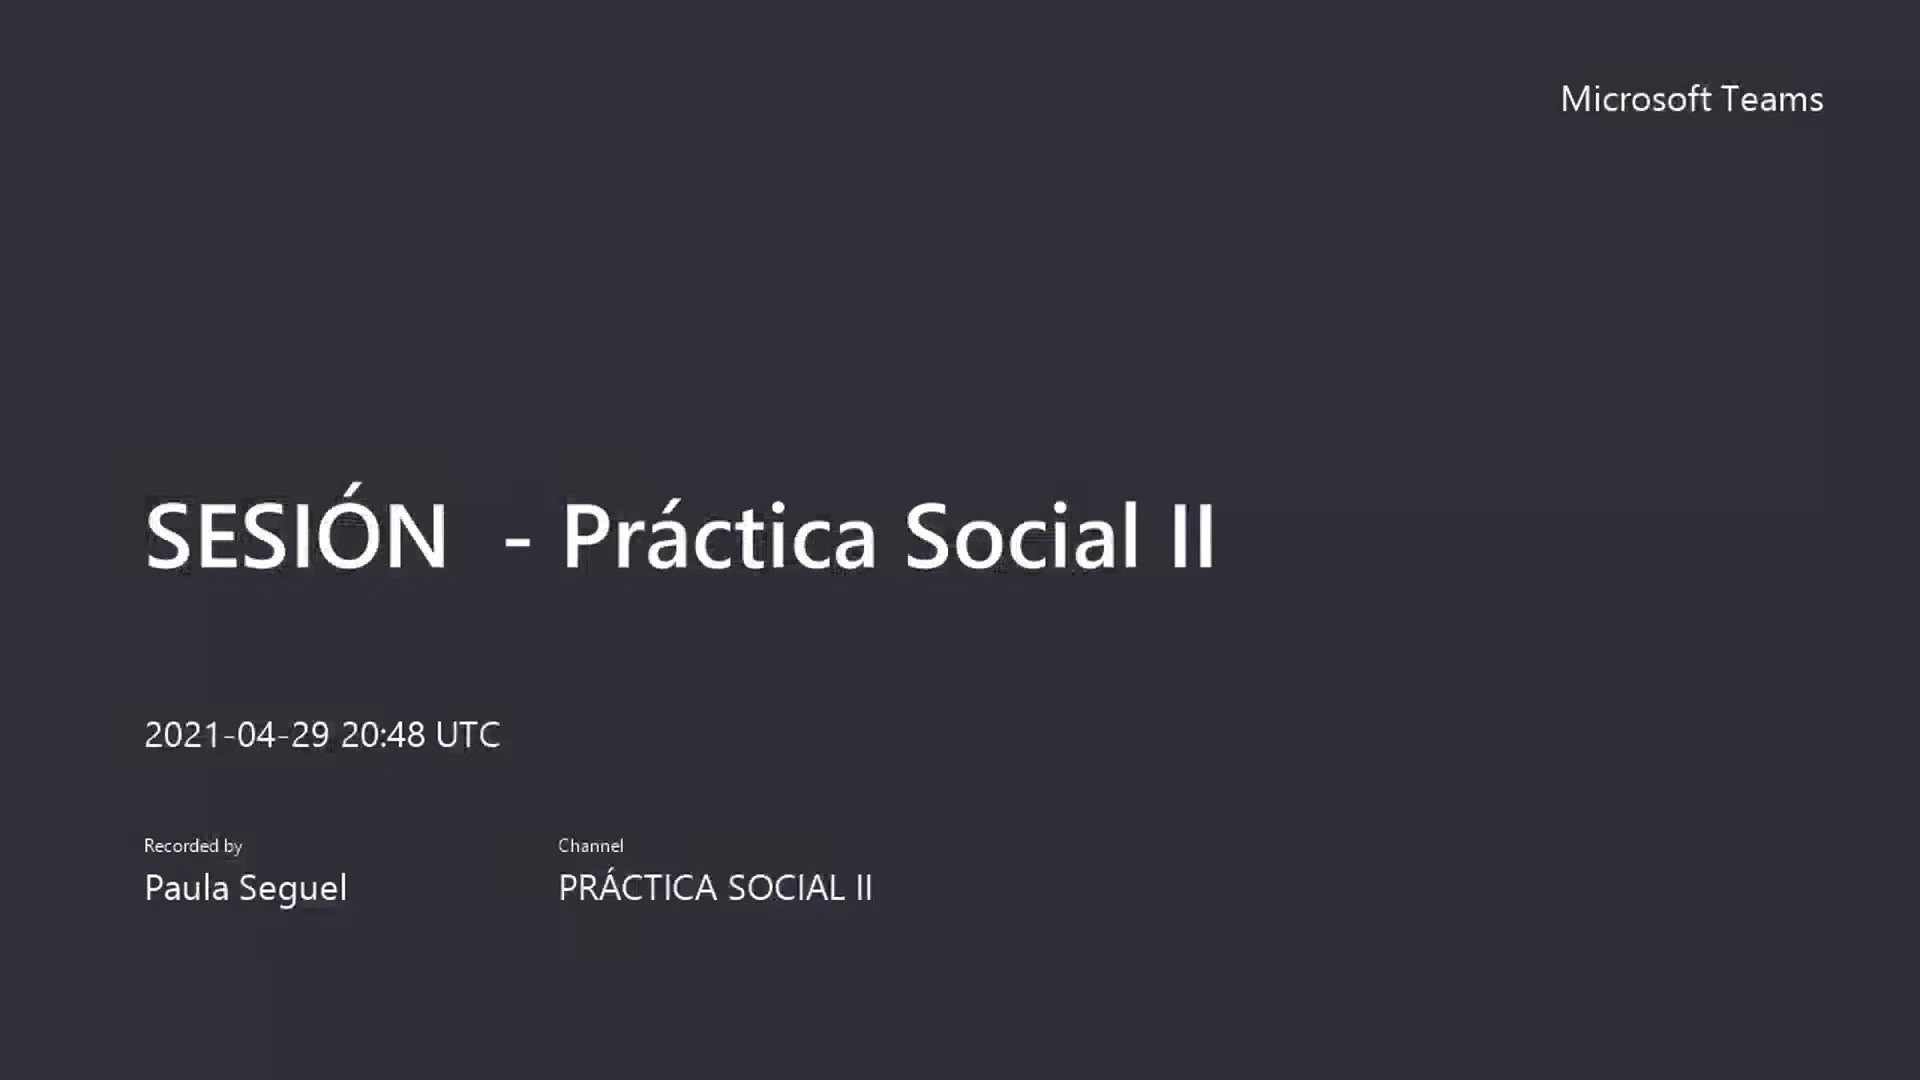 Microsoft Teams
SESIÓN - Práctica Social II
2021-04-29 20:48 UTC
Recorded by
Paula Seguel
Channel
PRÁCTICA SOCIAL II